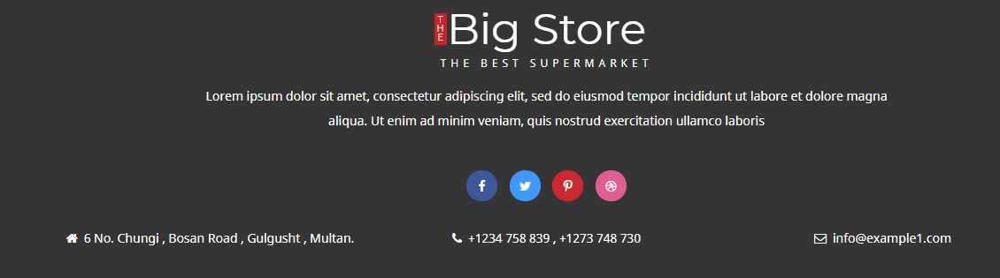 THE Big Store
THE BEST SUPERMARKET
Lorem ipsum dolor sit amet, consectetur adipiscing elit, sed do eiusmod tempor incididunt ut labore et dolore magna
aliqua. Ut enim ad minim veniam, quis nostrud exercitation ullamco laboris
6 No. Chungi , Bosan Road , Gulgusht , Multan.
+1234 758 839 , +1273 748 730
info@example1.com